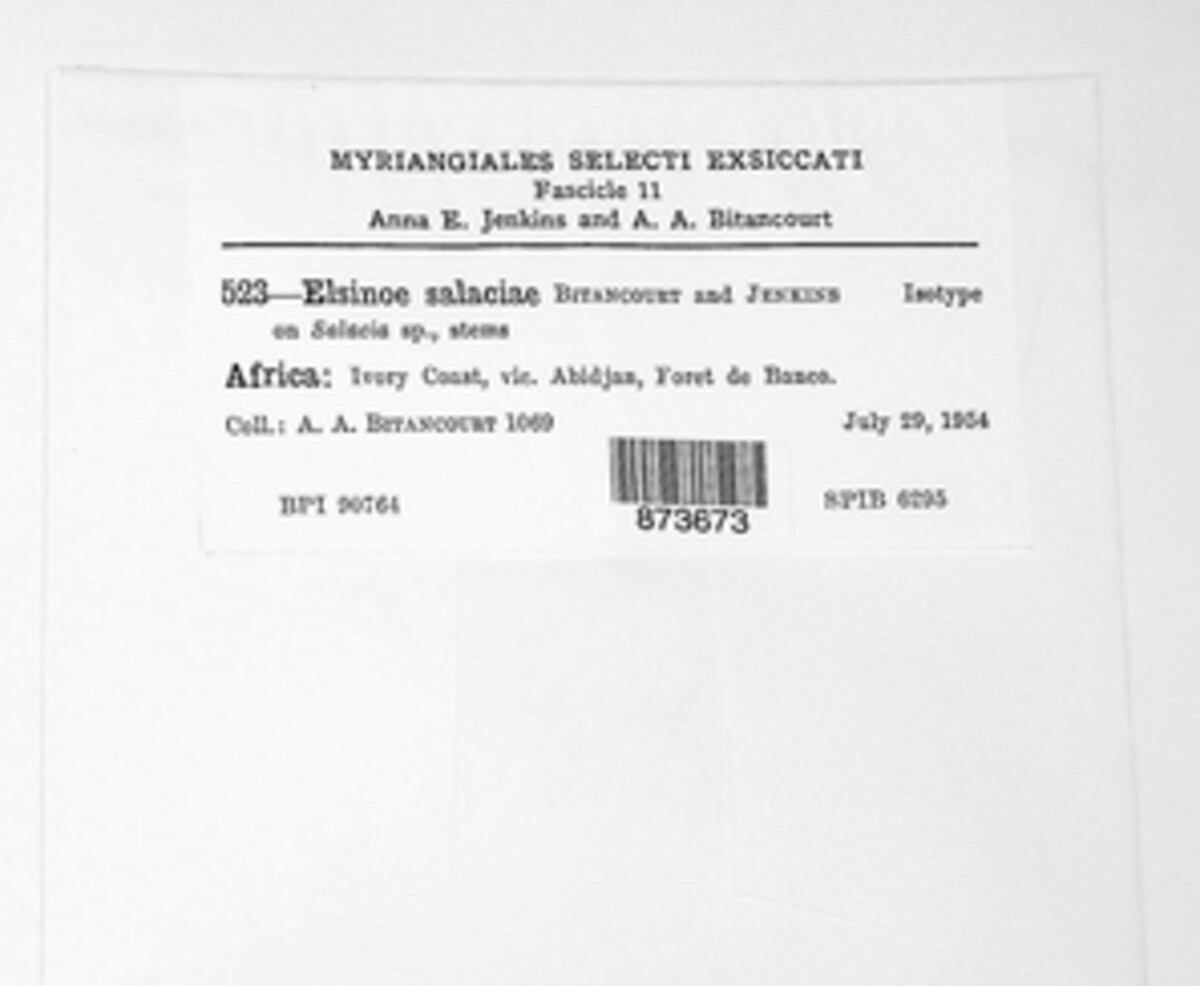 MYRIANGIALES SELECTI EXSICCATI
Fascicle 11
Anna E. Jenkins and A. A. Bitancourt
523—Elsinoe salaciae BITANCOURT and JENKINS Isotype
on Salacia sp., stems
Africa: Ivory Coast, vic. Abidjan, Foret de Banco.
Coll.: A. A. BITANCOURT 1069 July 29, 1954
BPI 90764 SPIB 6295
873673